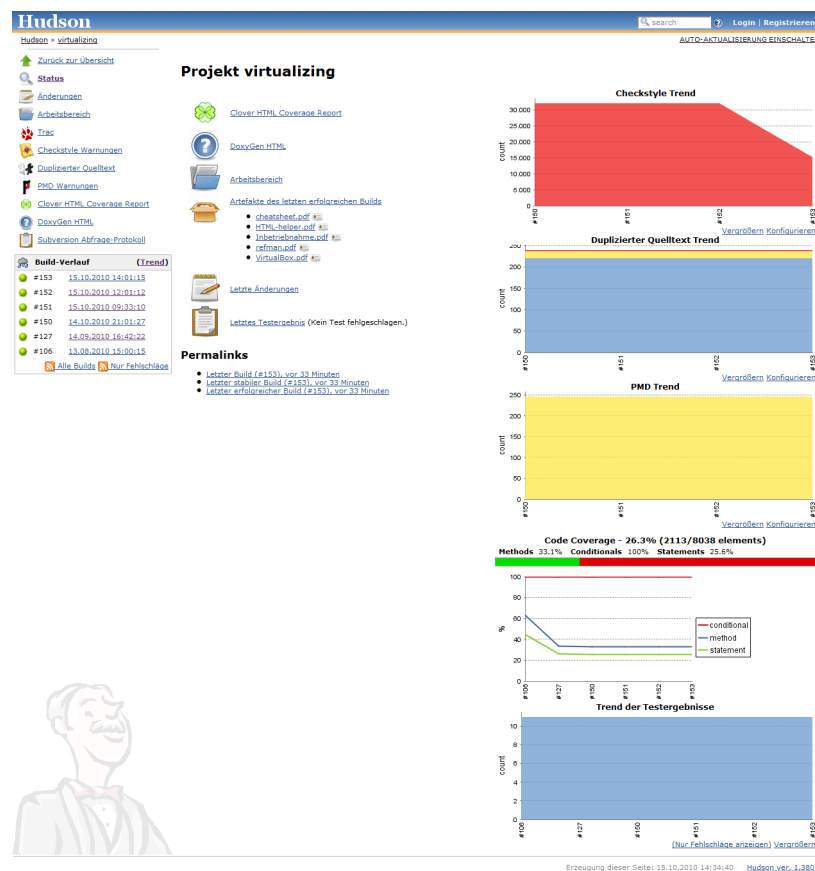 Hudson
search
Login | Registrieren
Hudson » virtualizing
AUTO-AKTUALISIERUNG EINSCHALTE
Zurück zur Übersicht
Status
Änderungen
Arbeitsbereich
Trac
Checkstyle Warnungen
Duplizierter Quelltext
PMD Warnungen
Clover HTML Coverage Report
DoxyGen HTML
Subversion Abfrage-Protokoll
Build-Verlauf (Trend)
#153 15.10.2010 14:01:15
#152 15.10.2010 12:01:12
#151 15.10.2010 09:33:10
#150 14.10.2010 21:01:27
#127 14.09.2010 16:42:22
#106 13.08.2010 15:00:15
Alle Builds Nur Fehlschläge
Projekt virtualizing
Clover HTML Coverage Report
DoxyGen HTML
Arbeitsbereich
Artefakte des letzten erfolgreichen Builds
cheatsheet.pdf
HTML-helper.pdf
Inbetriebnahme.pdf
refman.pdf
VirtualBox.pdf
Letzte Änderungen
Letztes Testergebnis (Kein Test fehlgeschlagen.)
Permalinks
Letzter Build (#153), vor 33 Minuten
Letzter stabiler Build (#153), vor 33 Minuten
Letzter erfolgreicher Build (#153), vor 33 Minuten
Checkstyle Trend
30.000
25.000
20.000
15.000
10.000
5.000
0
count
#150 #151 #152 #153
Vergrößern Konfigurieren
Duplizierter Quelltext Trend
250
200
150
100
50
0
count
#150 #151 #152 #153
Vergrößern Konfigurieren
PMD Trend
250
200
150
100
50
0
count
#150 #151 #152 #153
Vergrößern Konfigurieren
Code Coverage - 26.3% (2113/8038 elements)
Methods 33.1% Conditionals 100% Statements 25.6%
100
80
60
40
20
0
%
#106 #127 #150 #151 #152 #153
conditional
method
statement
Trend der Testergebnisse
10
8
6
4
2
0
count
#106 #127 #150 #151 #152 #153
(Nur Fehlschläge anzeigen) Vergrößern
Erzeugung dieser Seite: 15.10.2010 14:34:40 Hudson ver. 1.380